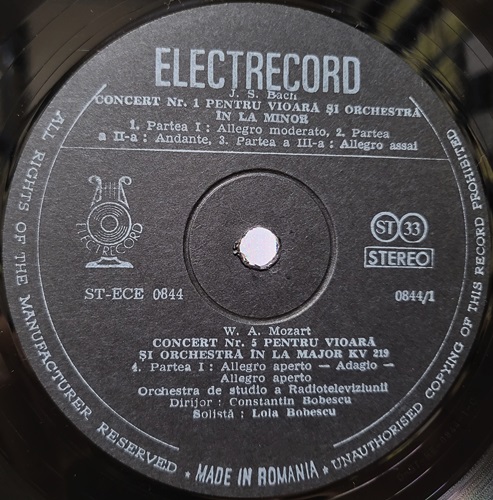 ELECTRECORD
J. S. Bach
CONCERT Nr. 1 PENTRU VIOARĂ ȘI ORCHESTRĂ
ÎN LA MINOR
1. Partea I : Allegro moderato, 2. Partea
a II-a : Andante, 3. Partea a III-a : Allegro assai
ELECTRECORD
ST 33
STEREO
ST-ECE 0844
0844/1
W. A. Mozart
CONCERT Nr. 5 PENTRU VIOARĂ
ȘI ORCHESTRĂ ÎN LA MAJOR KV 219
4. Partea I : Allegro aperto — Adagio —
Allegro aperto
Orchestra de studio a Radioteleviziunii
Dirijor : Constantin Bobescu
Solistă : Lola Bobescu
ALL RIGHTS OF THE MANUFACTURER RESERVED * MADE IN ROMANIA * UNAUTHORISED COPYING OF THIS RECORD PROHIBITED